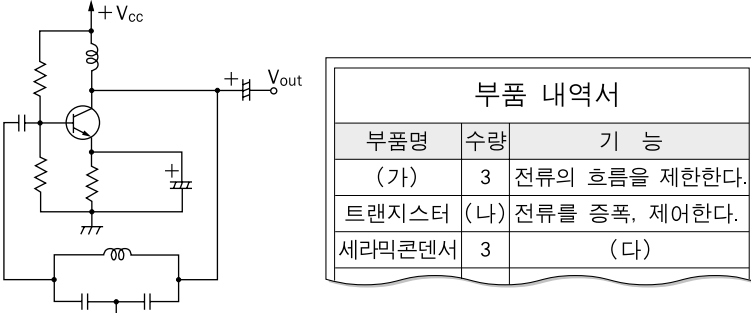 + Vcc
+ Vout
+
부품 내역서
부품명 수량 기 능
(가) 3 전류의 흐름을 제한한다.
트랜지스터 (나) 전류를 증폭, 제어한다.
세라믹콘덴서 3 (다)